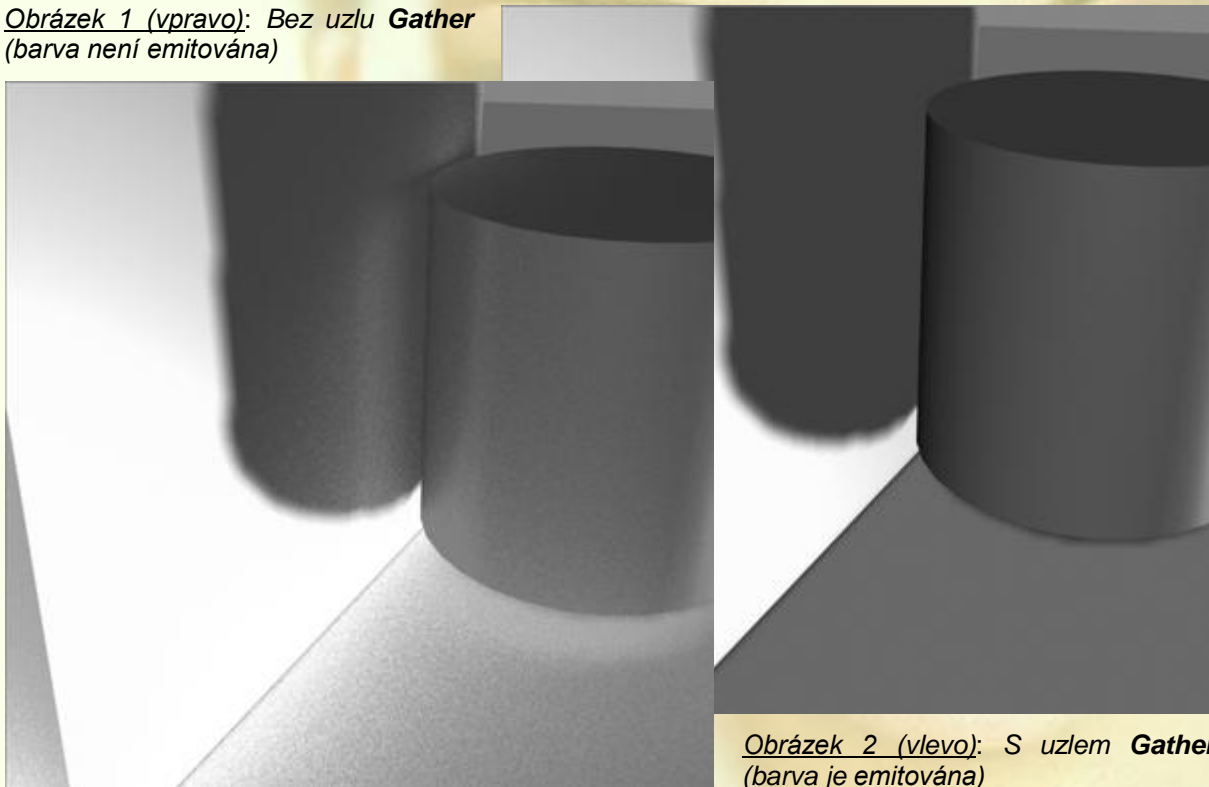 Obrázek 1 (vpravo): Bez uzlu Gather
(barva není emitována)
Obrázek 2 (vlevo): S uzlem Gather
(barva je emitována)